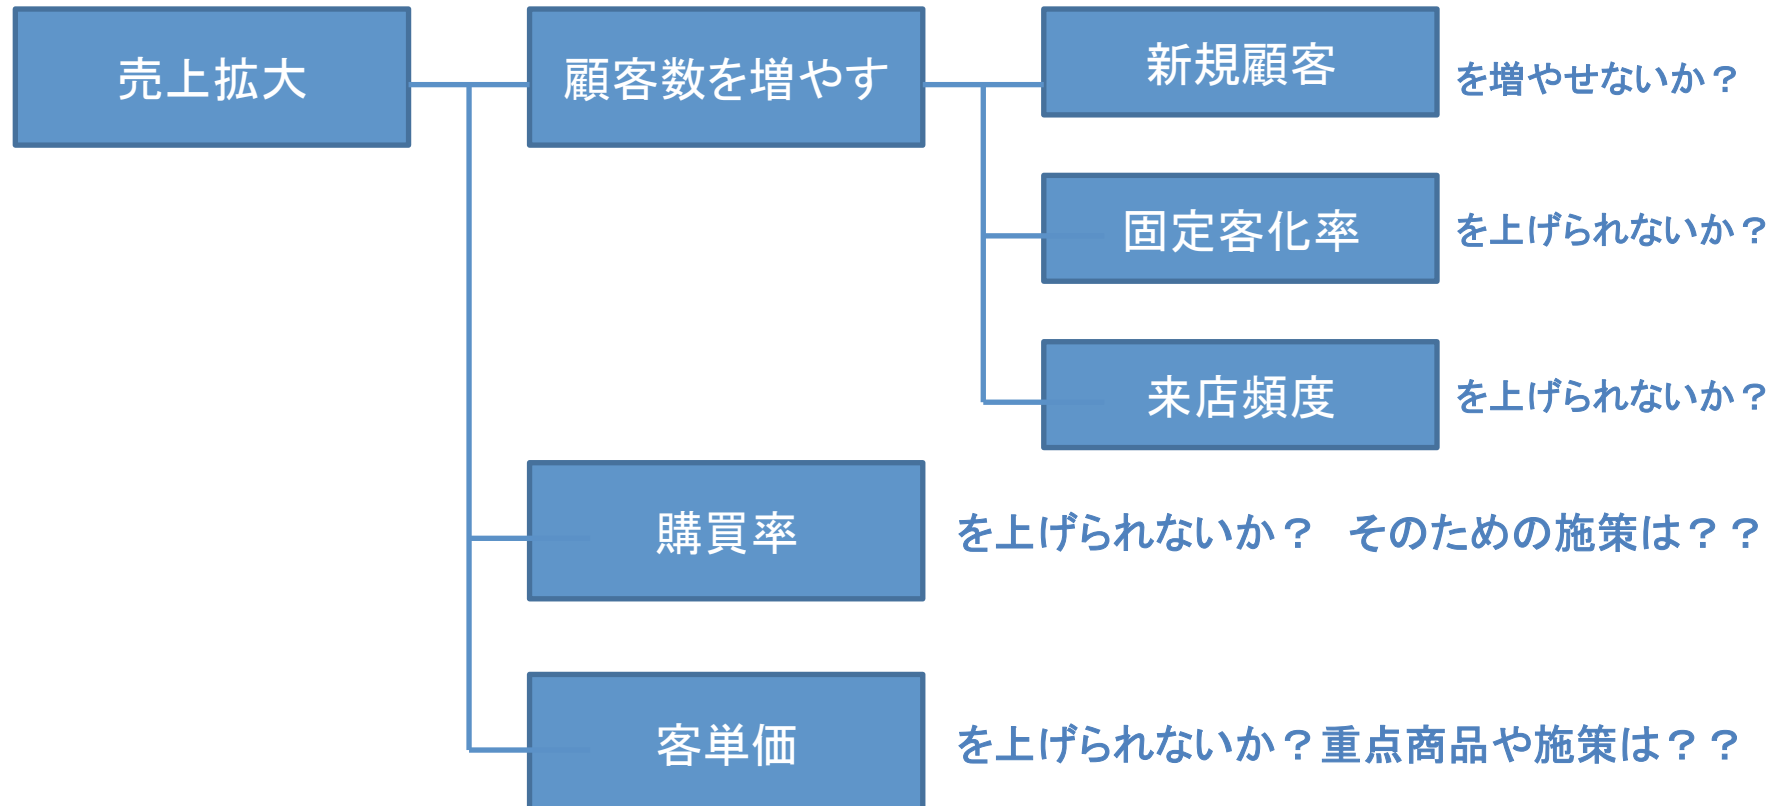 売上拡大
顧客数を増やす
新規顧客 を増やせないか？
固定客化率 を上げられないか？
来店頻度 を上げられないか？
購買率 を上げられないか？ そのための施策は？？
客単価 を上げられないか？重点商品や施策は？？